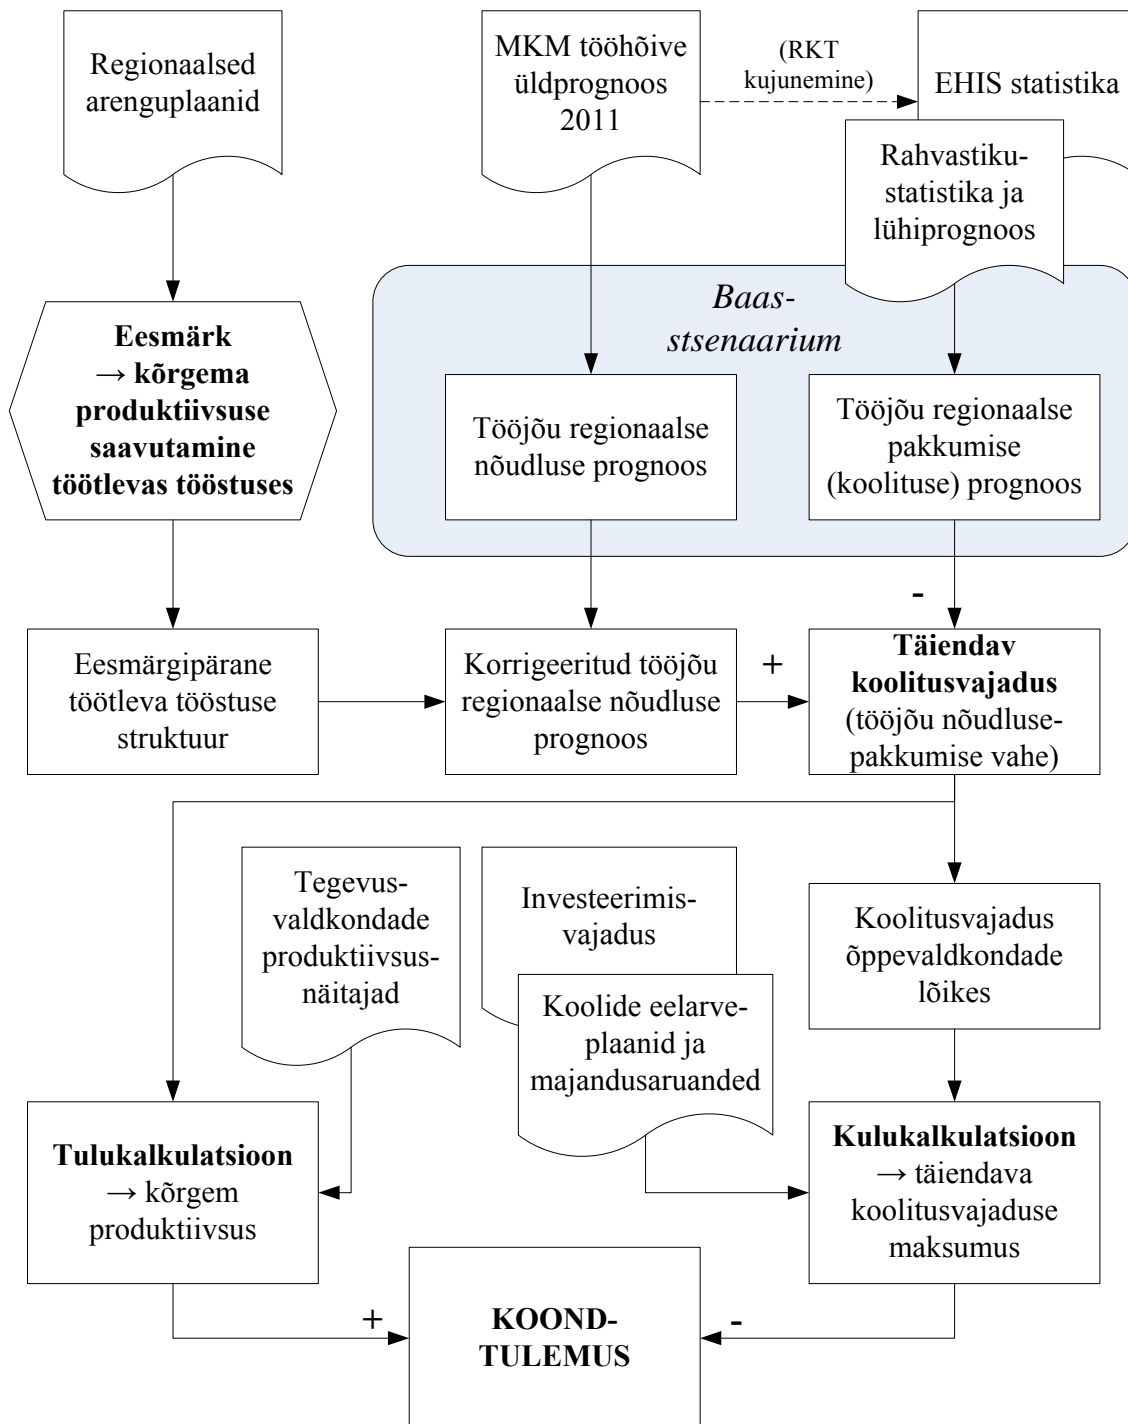 Regionaalsed
arenguplaanid
MKM tööhõive
üldprognoos
2011
(RKT
kujunemine)
EHIS statistika
Rahvastiku-
statistika ja
lühiprognoos
Baas-
stsenaarium
Eesmärk
→ kõrgema
produktiivsuse
saavutamine
töötlevas tööstuses
Tööjõu regionaalse
nõudluse prognoos
Tööjõu regionaalse
pakkumise
(koolituse) prognoos
-
Eesmärgipärane
töötleva tööstuse
struktuur
Korrigeeritud tööjõu
regionaalse nõudluse
prognoos
+
Täiendav
koolitusvajadus
(tööjõu nõudluse-
pakkumise vahe)
Tegevus-
valdkondade
produktiivsus-
näitajad
Investeerimis-
vajadus
Koolide eelarve-
plaanid ja
majandusaruanded
Koolitusvajadus
õppevaldkondade
lõikes
Tulukalkulatsioon
→ kõrgem
produktiivsus
Kulukalkulatsioon
→ täiendava
koolitusvajaduse
maksumus
+
KOOND-
TULEMUS
-